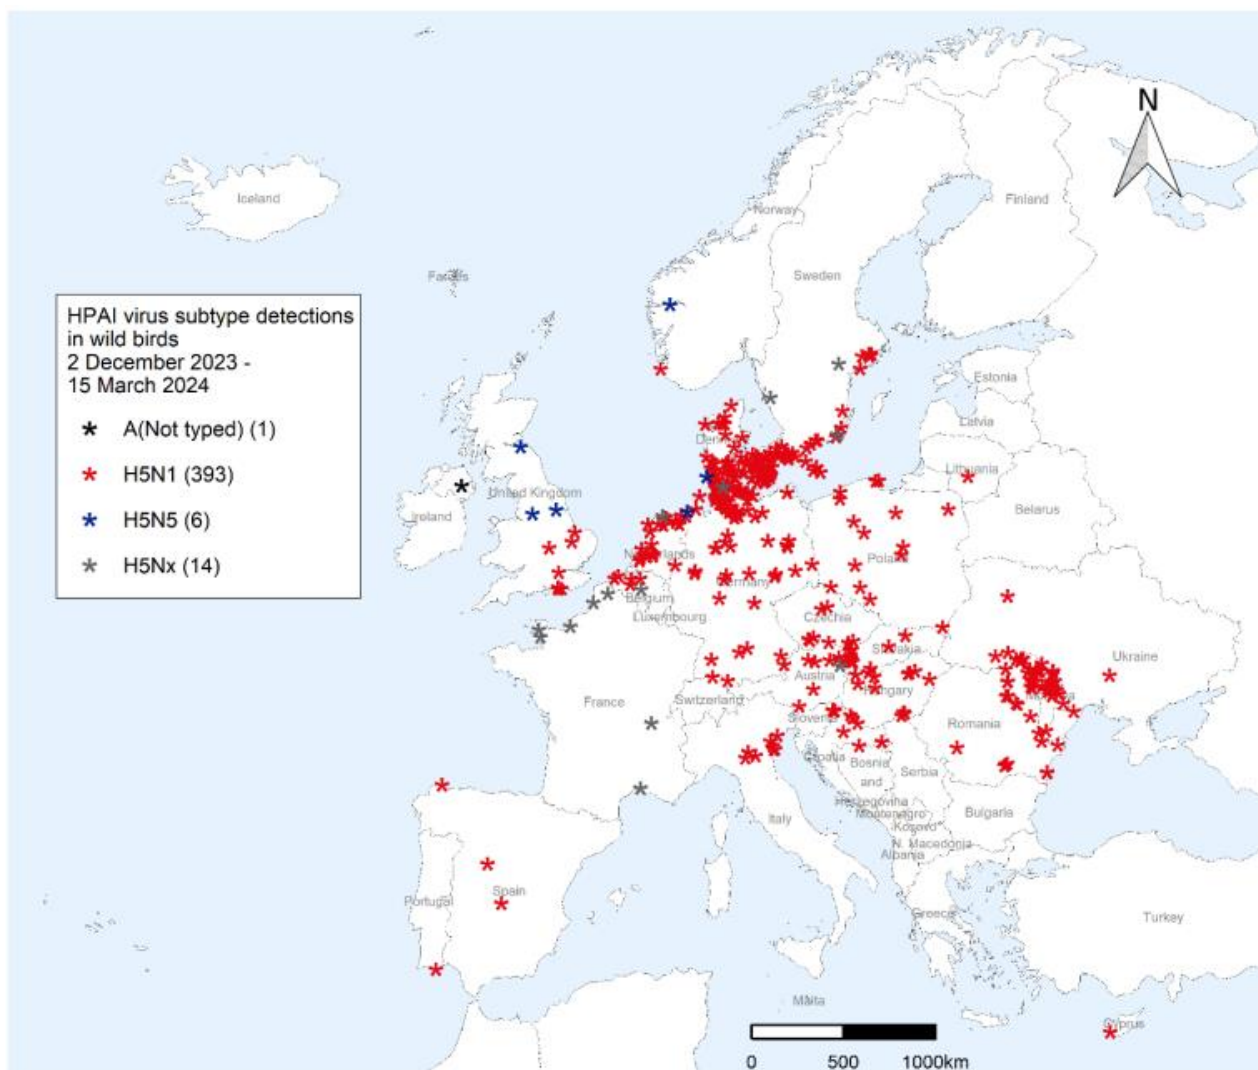 N
Iceland
Norway
Finland
Sweden
Faroes
HPAI virus subtype detections
in wild birds
2 December 2023 -
15 March 2024
A(Not typed) (1)
H5N1 (393)
H5N5 (6)
H5Nx (14)
Estonia
Latvia
Lithuania
Den
United Kingdom
Ireland
Belarus
Netherlands
Poland
Germany
Belgium
Luxembourg
Czechia
Slovakia
Ukraine
Austria
Hungary
France
Switzerland
Slovenia
Romania
Croatia
Bosnia
and
Herzegovina
Serbia
Montenegro
Kosovo*
Bulgaria
Italy
N. Macedonia
Albania
Portugal
Spain
Greece
Turkey
Malta
Cyprus
0 500 1000km